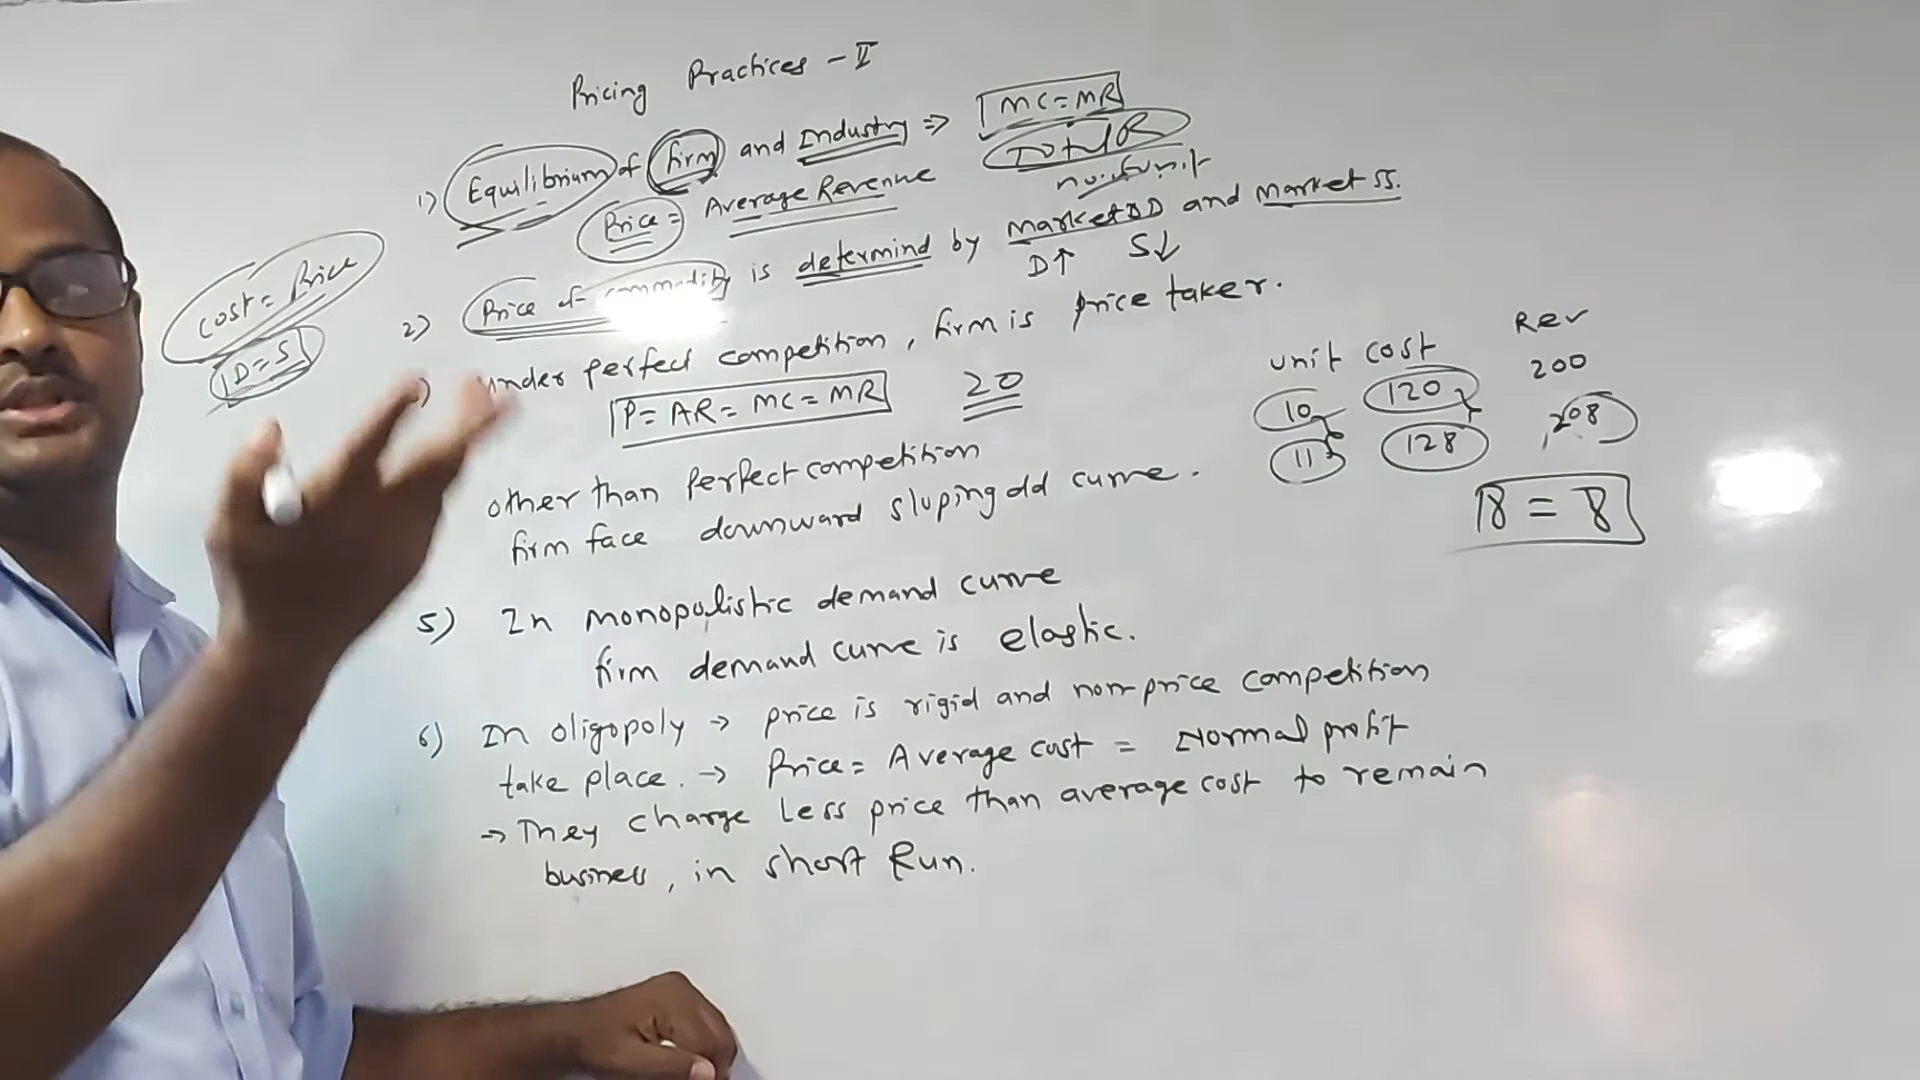 Pricing Practices - II
1) Equilibrium of firm and Industry ⇒ MC = MR
Price = Average Revenue
Total R
no. of unit
2) Price of commodity is determind by market DD and market SS.
D↑ S↓
Cost = Price
D = S
) under perfect competition, firm is price taker.
P = AR = MC = MR 20
unit cost Rev
10 120 200
11 128 208
8 = 8
other than perfect competition
firm face downward sloping dd curve.
5) In monopolistic demand curve
firm demand curve is elastic.
6) In oligopoly → price is rigid and non-price competition
take place. → Price = Average cost = Normal profit
→ They charge less price than average cost to remain
business, in short Run.